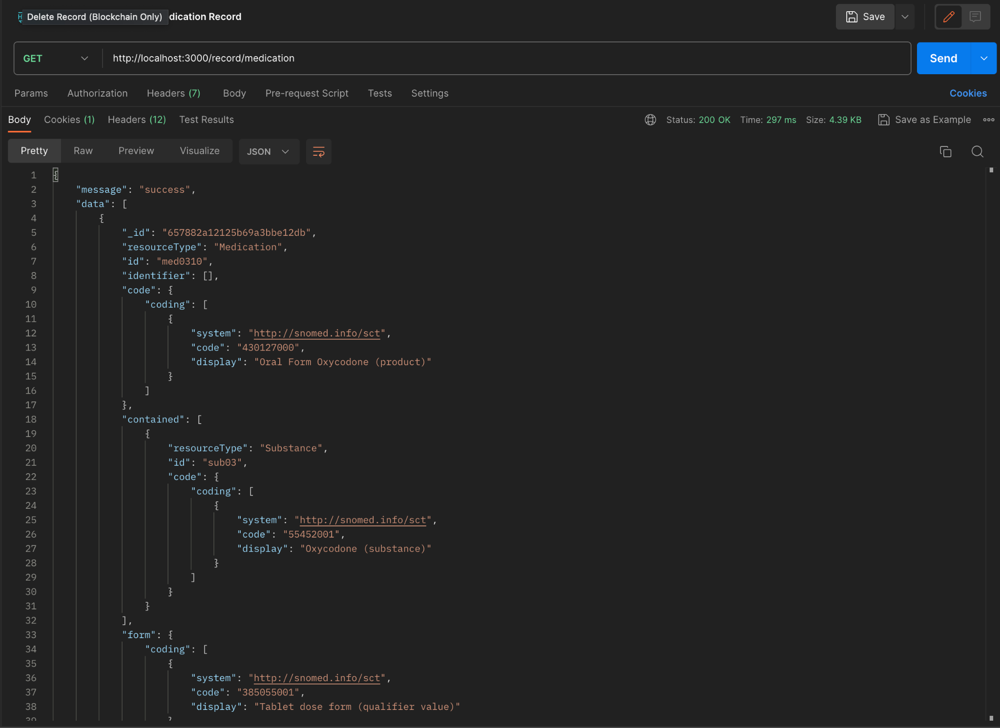 Delete Record (Blockchain Only) dication Record
Save
GET http://localhost:3000/record/medication Send
Params Authorization Headers (7) Body Pre-request Script Tests Settings Cookies
Body Cookies (1) Headers (12) Test Results Status: 200 OK Time: 297 ms Size: 4.39 KB Save as Example
Pretty Raw Preview Visualize JSON
1 {
2 "message": "success",
3 "data": [
4 {
5 "_id": "657882a12125b69a3bbe12db",
6 "resourceType": "Medication",
7 "id": "med0310",
8 "identifier": [],
9 "code": {
10 "coding": [
11 {
12 "system": "http://snomed.info/sct",
13 "code": "430127000",
14 "display": "Oral Form Oxycodone (product)"
15 }
16 ]
17 },
18 "contained": [
19 {
20 "resourceType": "Substance",
21 "id": "sub03",
22 "code": {
23 "coding": [
24 {
25 "system": "http://snomed.info/sct",
26 "code": "55452001",
27 "display": "Oxycodone (substance)"
28 }
29 ]
30 }
31 }
32 ],
33 "form": {
34 "coding": [
35 {
36 "system": "http://snomed.info/sct",
37 "code": "385055001",
38 "display": "Tablet dose form (qualifier value)"
39 }